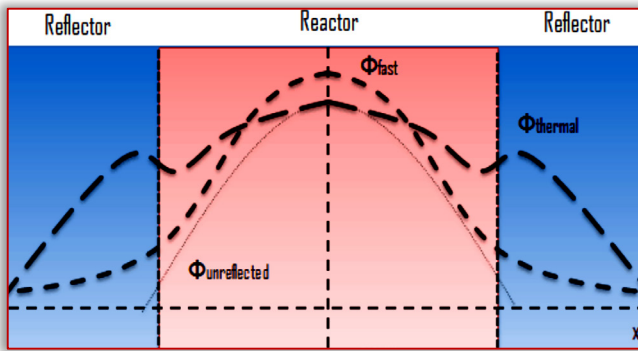 Reflector Reactor Reflector
Φfast
Φthermal
Φunreflected
x